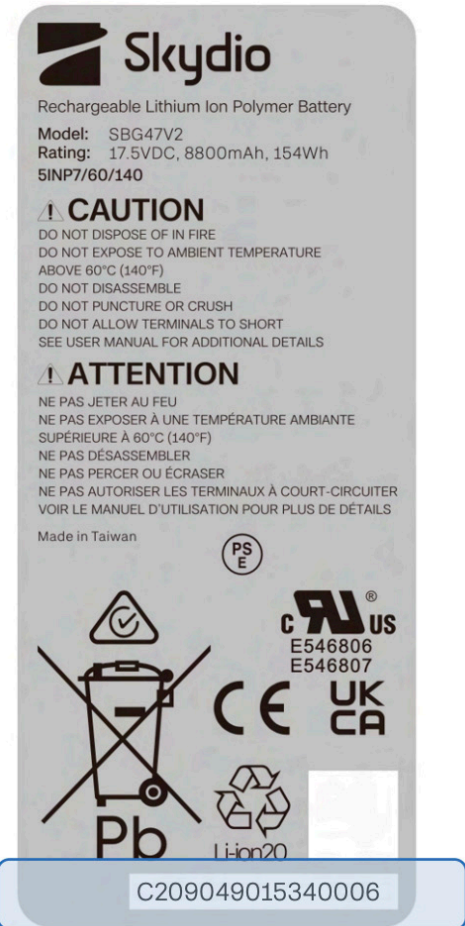 Skydio
Rechargeable Lithium Ion Polymer Battery
Model: SBG47V2
Rating: 17.5VDC, 8800mAh, 154Wh
5INP7/60/140
⚠ CAUTION
DO NOT DISPOSE OF IN FIRE
DO NOT EXPOSE TO AMBIENT TEMPERATURE
ABOVE 60°C (140°F)
DO NOT DISASSEMBLE
DO NOT PUNCTURE OR CRUSH
DO NOT ALLOW TERMINALS TO SHORT
SEE USER MANUAL FOR ADDITIONAL DETAILS
⚠ ATTENTION
NE PAS JETER AU FEU
NE PAS EXPOSER À UNE TEMPÉRATURE AMBIANTE
SUPÉRIEURE À 60°C (140°F)
NE PAS DÉSASSEMBLER
NE PAS PERCER OU ÉCRASER
NE PAS AUTORISER LES TERMINAUX À COURT-CIRCUITER
VOIR LE MANUEL D'UTILISATION POUR PLUS DE DÉTAILS
Made in Taiwan
PS
E
C RU US ®
E546806
E546807
CE
UK
CA
Pb
Li-ion20
C209049015340006